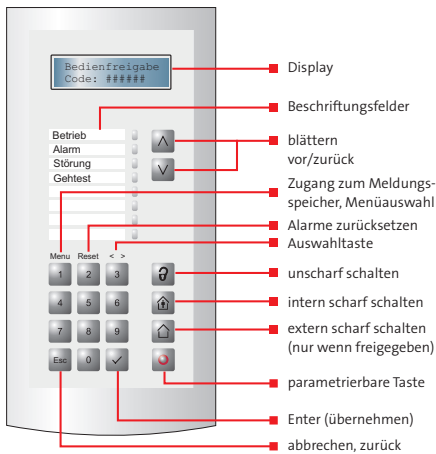 Bedienfreigabe
Code: ######
Display
Beschriftungsfelder
Betrieb
Alarm
Störung
Gehtest
blättern
vor/zurück
Zugang zum Meldungs-
speicher, Menüauswahl
Alarme zurücksetzen
Auswahltaste
Menu Reset < >
1 2 3
unscharf schalten
4 5 6
intern scharf schalten
7 8 9
extern scharf schalten
(nur wenn freigegeben)
Esc 0
parametrierbare Taste
Enter (übernehmen)
abbrechen, zurück